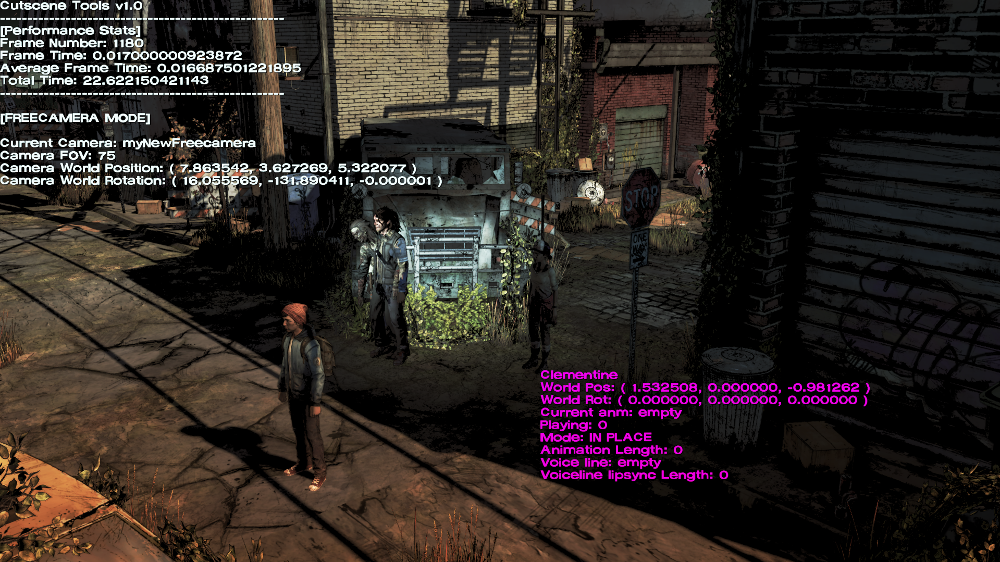 Cutscene Tools v1.0
------------------------------------------------
[Performance Stats]
Frame Number: 1180
Frame Time: 0.017000000923872
Average Frame Time: 0.016687501221895
Total Time: 22.622150421143
------------------------------------------------
[FREECAMERA MODE]
Current Camera: myNewFreecamera
Camera FOV: 75
Camera World Position: ( 7.863542, 3.627269, 5.322077 )
Camera World Rotation: ( 16.055569, -131.890411, -0.000001 )
STOP
ONE
WAY
Clementine
World Pos: ( 1.532508, 0.000000, -0.981262 )
World Rot: ( 0.000000, 0.000000, 0.000000 )
Current anm: empty
Playing: 0
Mode: IN PLACE
Animation Length: 0
Voice line: empty
Voiceline lipsync Length: 0